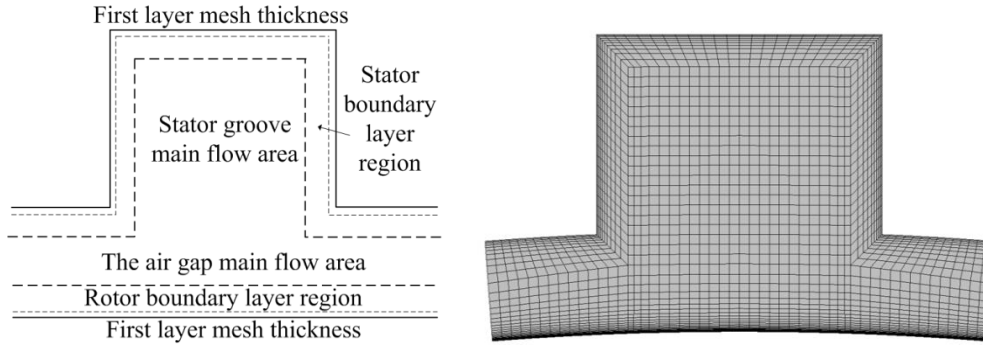 First layer mesh thickness
Stator
boundary
layer
region
Stator groove
main flow area
The air gap main flow area
Rotor boundary layer region
First layer mesh thickness